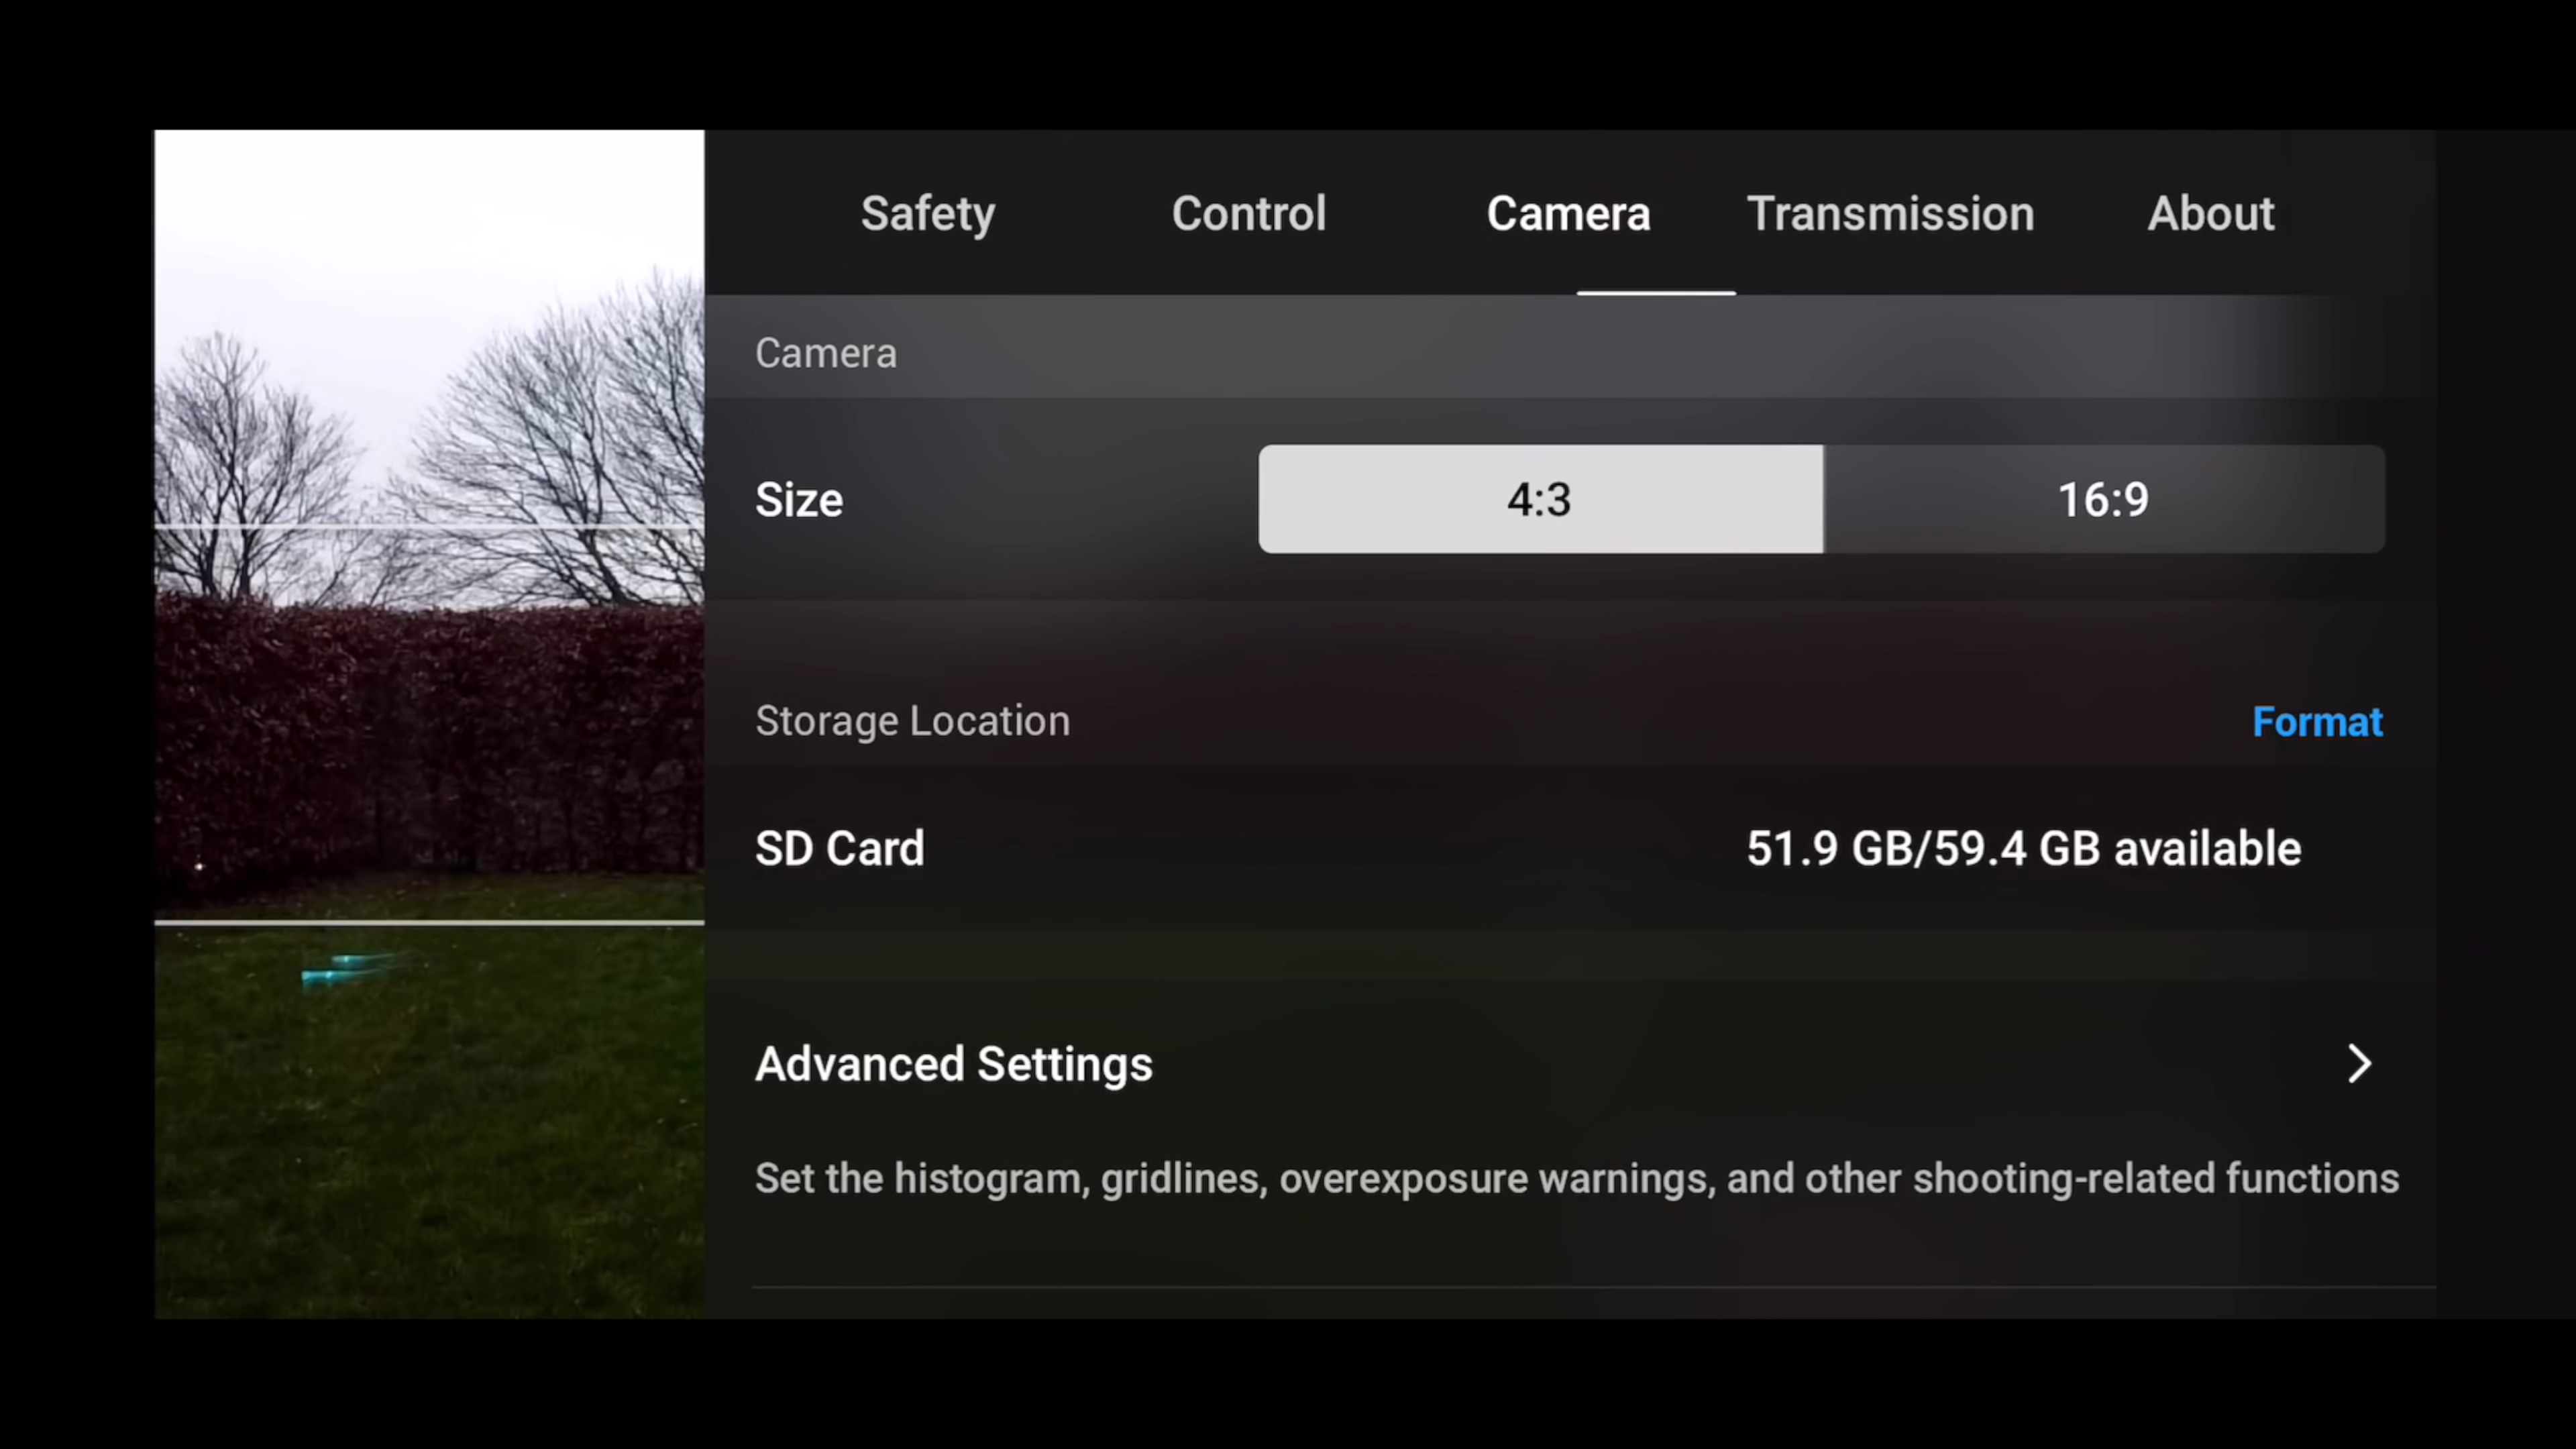 Safety Control Camera Transmission About
Camera
Size 4:3 16:9
Storage Location Format
SD Card 51.9 GB/59.4 GB available
Advanced Settings
Set the histogram, gridlines, overexposure warnings, and other shooting-related functions